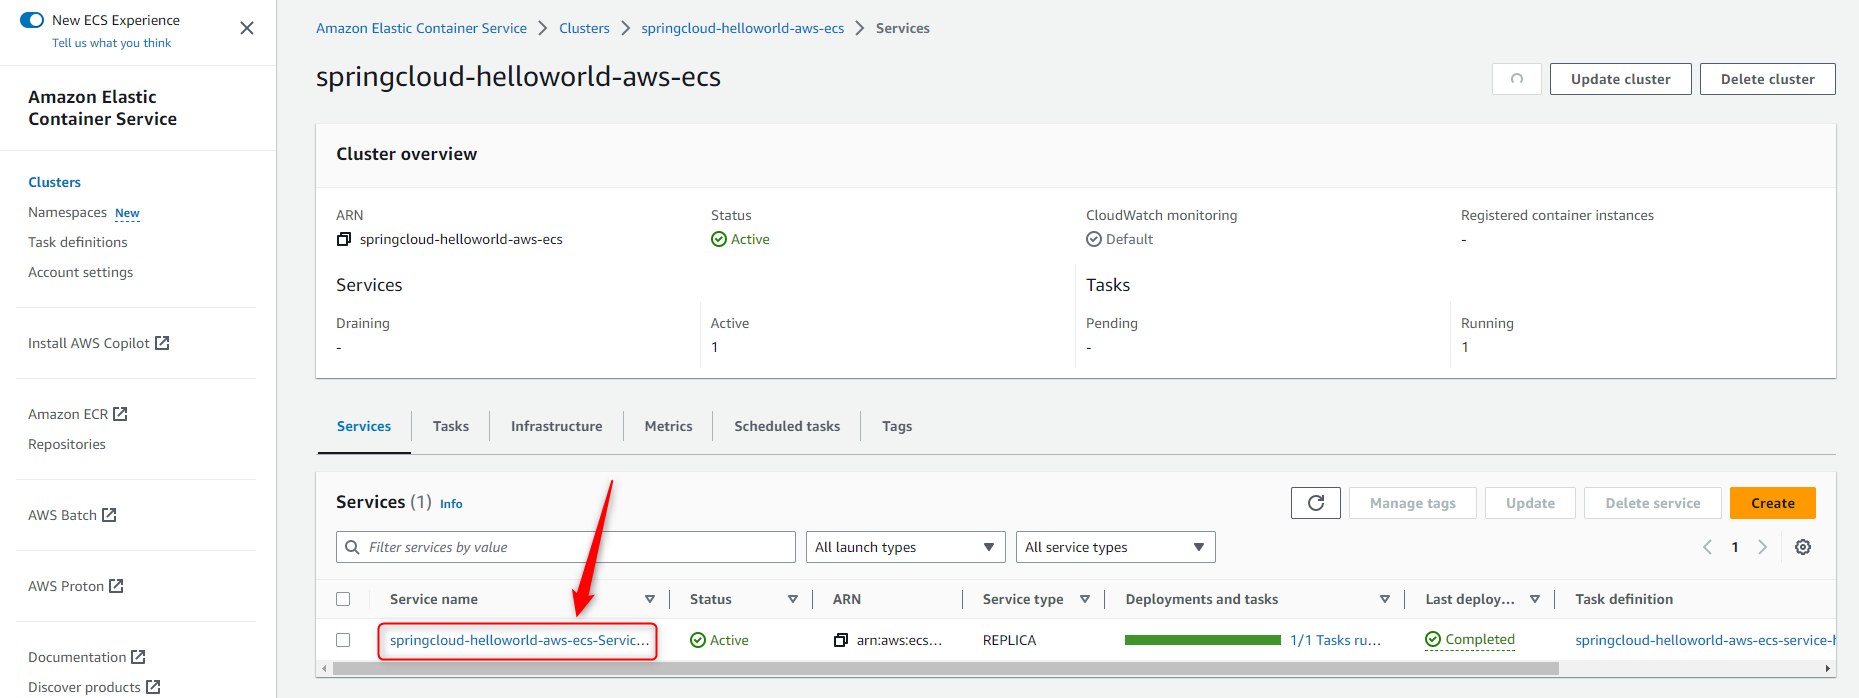 New ECS Experience
Tell us what you think
Amazon Elastic
Container Service
Clusters
Namespaces New
Task definitions
Account settings
Install AWS Copilot
Amazon ECR
Repositories
AWS Batch
AWS Proton
Documentation
Discover products
Amazon Elastic Container Service > Clusters > springcloud-helloworld-aws-ecs > Services
springcloud-helloworld-aws-ecs
Update cluster
Delete cluster
Cluster overview
ARN
springcloud-helloworld-aws-ecs
Status
Active
CloudWatch monitoring
Default
Registered container instances
-
Services
Draining
-
Active
1
Tasks
Pending
-
Running
1
Services Tasks Infrastructure Metrics Scheduled tasks Tags
Services (1) Info
Manage tags Update Delete service Create
Filter services by value
All launch types
All service types
1
Service name Status ARN Service type Deployments and tasks Last deploy... Task definition
springcloud-helloworld-aws-ecs-Servic... Active arn:aws:ecs... REPLICA 1/1 Tasks ru... Completed springcloud-helloworld-aws-ecs-service-